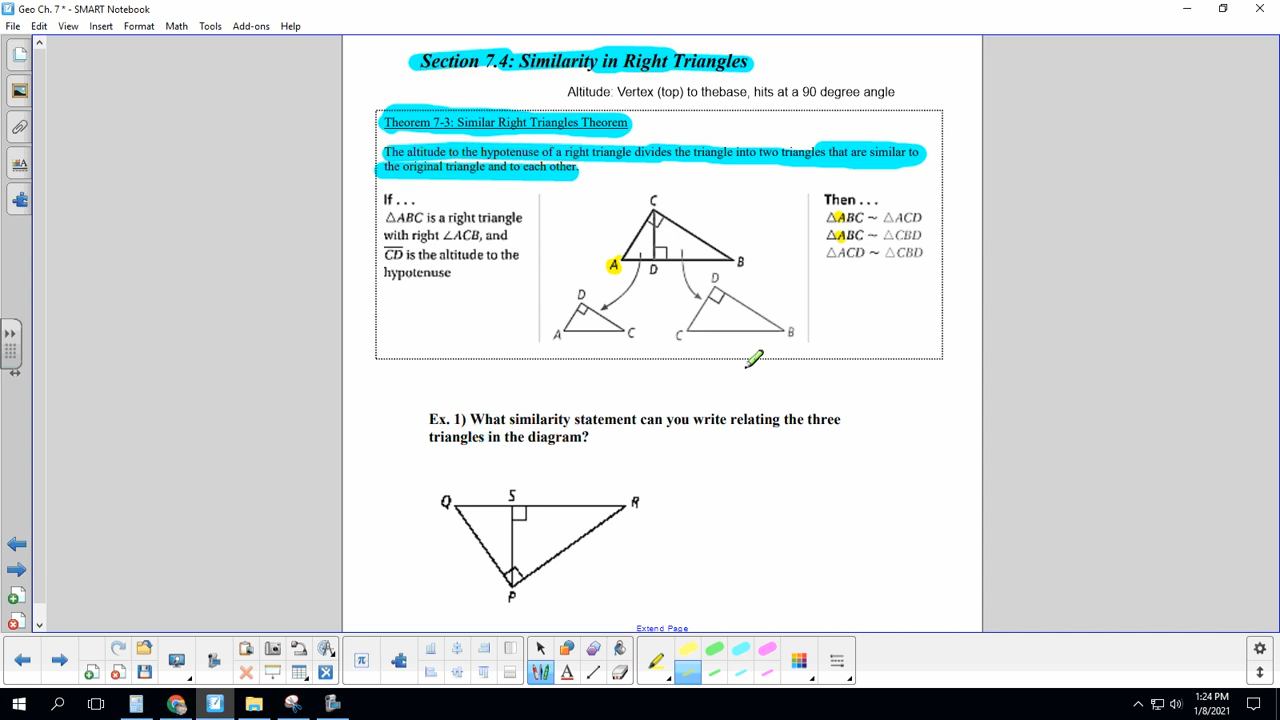 Geo Ch. 7 * - SMART Notebook
File Edit View Insert Format Math Tools Add-ons Help
Section 7.4: Similarity in Right Triangles
Altitude: Vertex (top) to thebase, hits at a 90 degree angle
Theorem 7-3: Similar Right Triangles Theorem
The altitude to the hypotenuse of a right triangle divides the triangle into two triangles that are similar to
the original triangle and to each other.
If . . .
△ABC is a right triangle
with right ∠ACB, and
CD is the altitude to the
hypotenuse
C
A
D
B
D
A
C
D
C
B
Then . . .
△ABC ~ △ACD
△ABC ~ △CBD
△ACD ~ △CBD
Ex. 1) What similarity statement can you write relating the three
triangles in the diagram?
Q
S
R
P
Extend Page
π
A
1:24 PM
1/8/2021